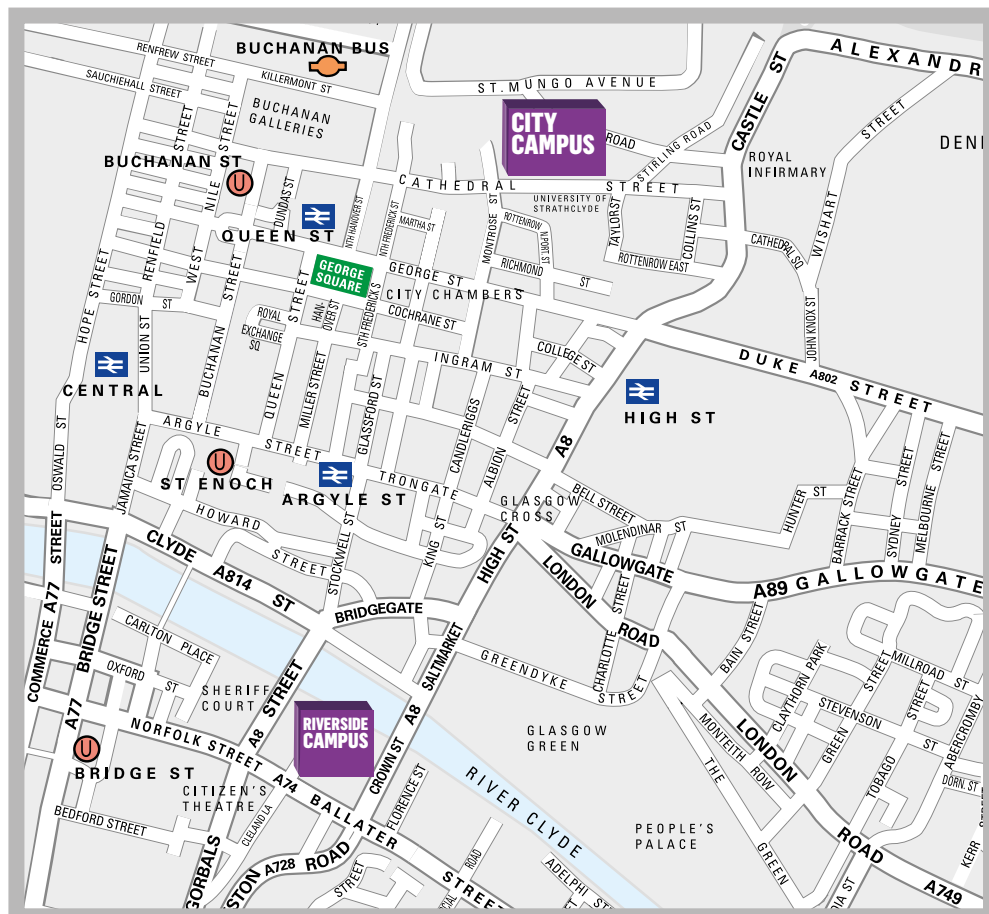 BUCHANAN BUS
RENFREW STREET
SAUCHIEHALL STREET
KILLERMONT ST
BUCHANAN
GALLERIES
ST. MUNGO AVENUE
CITY
CAMPUS
ROAD
STIRLING ROAD
CASTLE ST
ALEXANDR
ROYAL
INFIRMARY
WISHART STREET
DENI
BUCHANAN ST
U
NILE STREET
STREET
DUNDAS ST
QUEEN ST
CATHEDRAL STREET
UNIVERSITY OF
STRATHCLYDE
NTH HANOVER ST
NTH FREDERICK ST
MARTHA ST
MONTROSE ST
ROTTENROW
N.PORT.ST
RICHMOND ST
TAYLORST
COLLINS ST
ROTTENROW EAST
CATHEDRAL SQ
JOHN KNOX ST
GEORGE
SQUARE
GEORGE ST
CITY CHAMBERS
COCHRANE ST
HOPE STREET
RENFIELD
WEST
GORDON ST
UNION ST
BUCHANAN STREET
ROYAL
EXCHANGE
SQ
QUEEN STREET
HAN-
OVER ST
STH FREDERICK S
INGRAM ST
COLLEGE ST
DUKE STREET
A802
CENTRAL
MILLER STREET
GLASSFORD ST
CANDLERIGGS
ALBION STREET
A8
HIGH ST
OSWALD ST
JAMAICA STREET
ARGYLE STREET
U
ST ENOCH
ARGYLE ST
TRONGATE
GLASGOW
CROSS
BELL STREET
MOLENDINAR ST
HUNTER ST
BARRACK STREET
SYDNEY STREET
MELBOURNE STREET
HOWARD STREET
STOCKWELL ST
KING ST
HIGH ST
CLYDE ST
A814
BRIDGEGATE
GALLOWGATE
A89 GALLOWGATE
LONDON ROAD
CHARLOTTE STREET
BAIN STREET
COMMERCE A77 STREET
BRIDGE STREET
A77
CARLTON PLACE
OXFORD ST
SHERIFF
COURT
A8 STREET
SALTMARKET
A8
GREENDYKE STREET
GLASGOW
GREEN
MONTEITH ROW
LONDON ROAD
CLAYTHORN PARK
STEVENSON ST
GREEN STREET
MILLROAD ST
STREET
TOBAGO
ABERCROMBY
DORN. ST
RIVERSIDE
CAMPUS
NORFOLK STREET
A74
BALLATER STREET
CROWN ST
FLORENCE ST
RIVER CLYDE
U
BRIDGE ST
CITIZEN'S
THEATRE
BEDFORD STREET
CLELAND LA
GORBALS
STON A728 ROAD
STREET
ROAD
ADELPHI ST
PEOPLE'S
PALACE
THE GREEN
KERR
A749